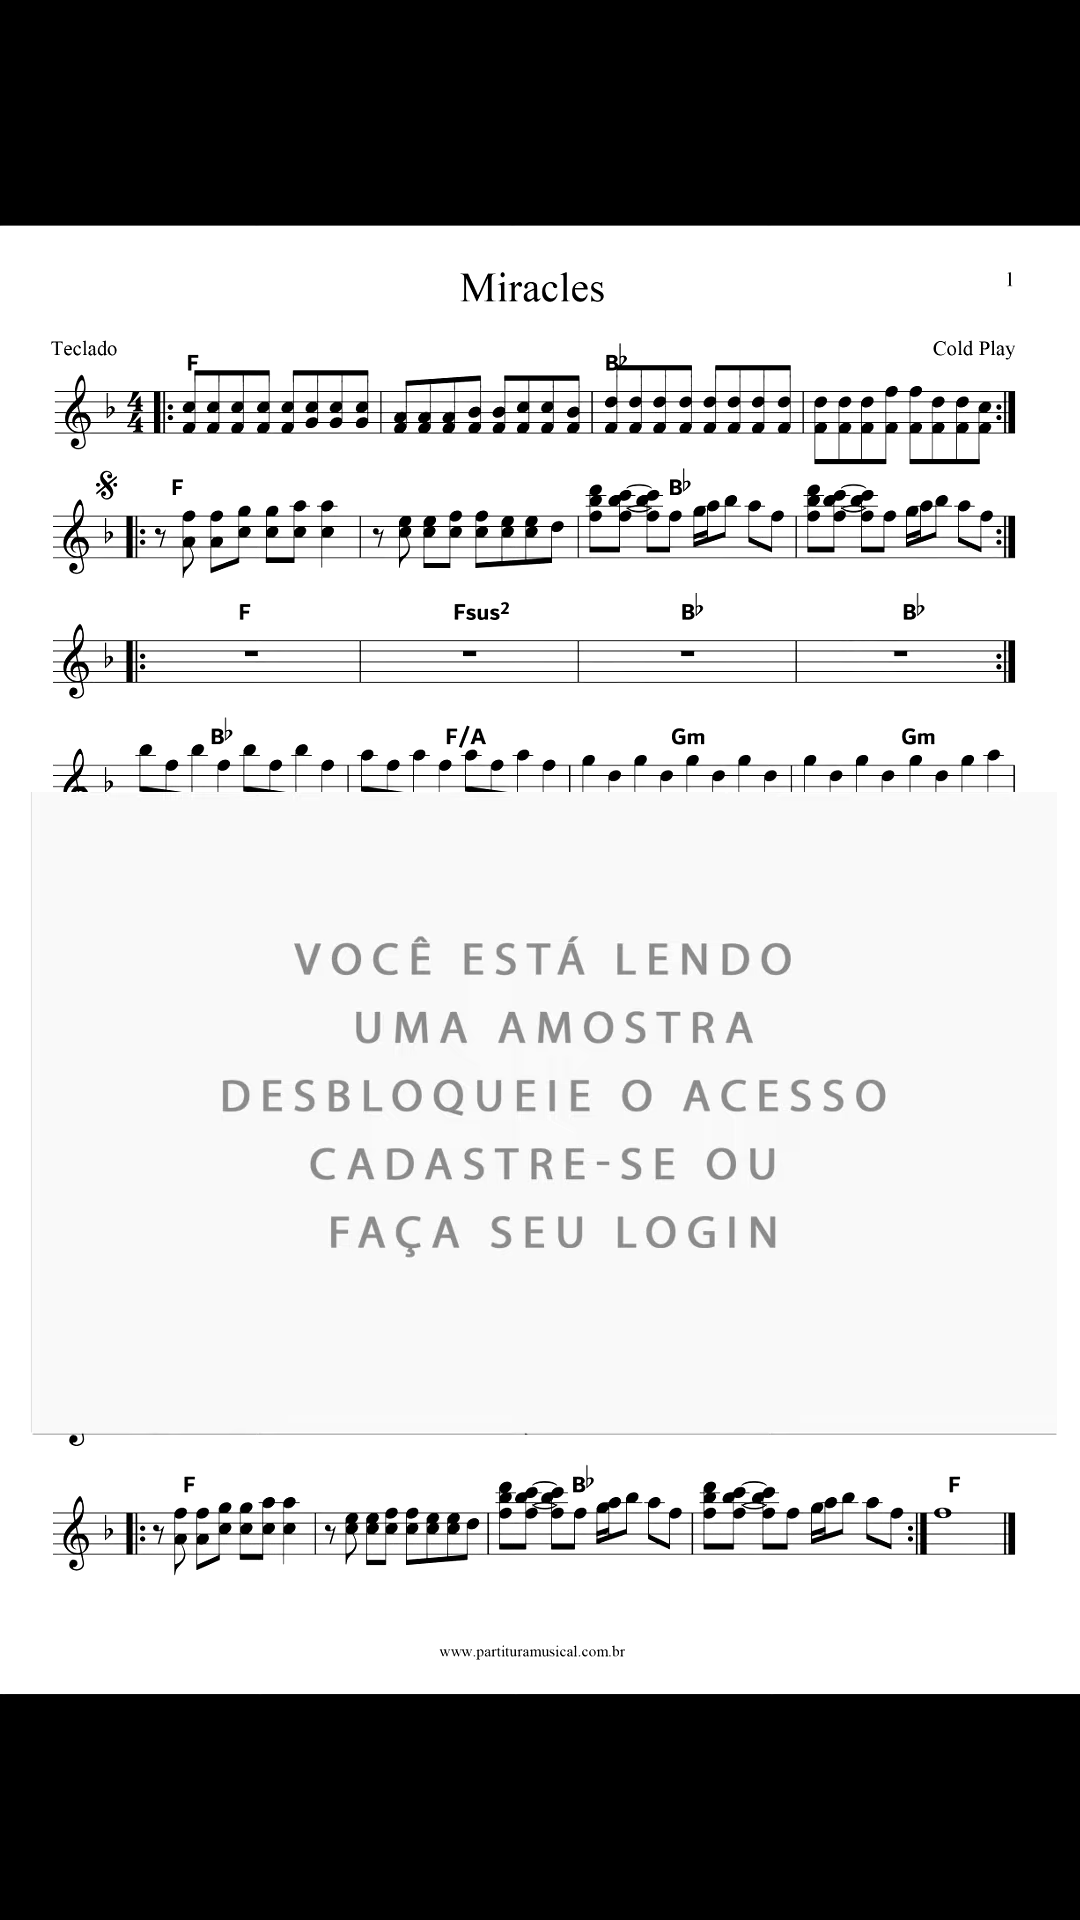 Miracles
1
Teclado
Cold Play
F B♭
F B♭
F Fsus2 B♭ B♭
B♭ F/A Gm Gm
VOCÊ ESTÁ LENDO
UMA AMOSTRA
DESBLOQUEIE O ACESSO
CADASTRE-SE OU
FAÇA SEU LOGIN
F B♭ F
www.partituramusical.com.br